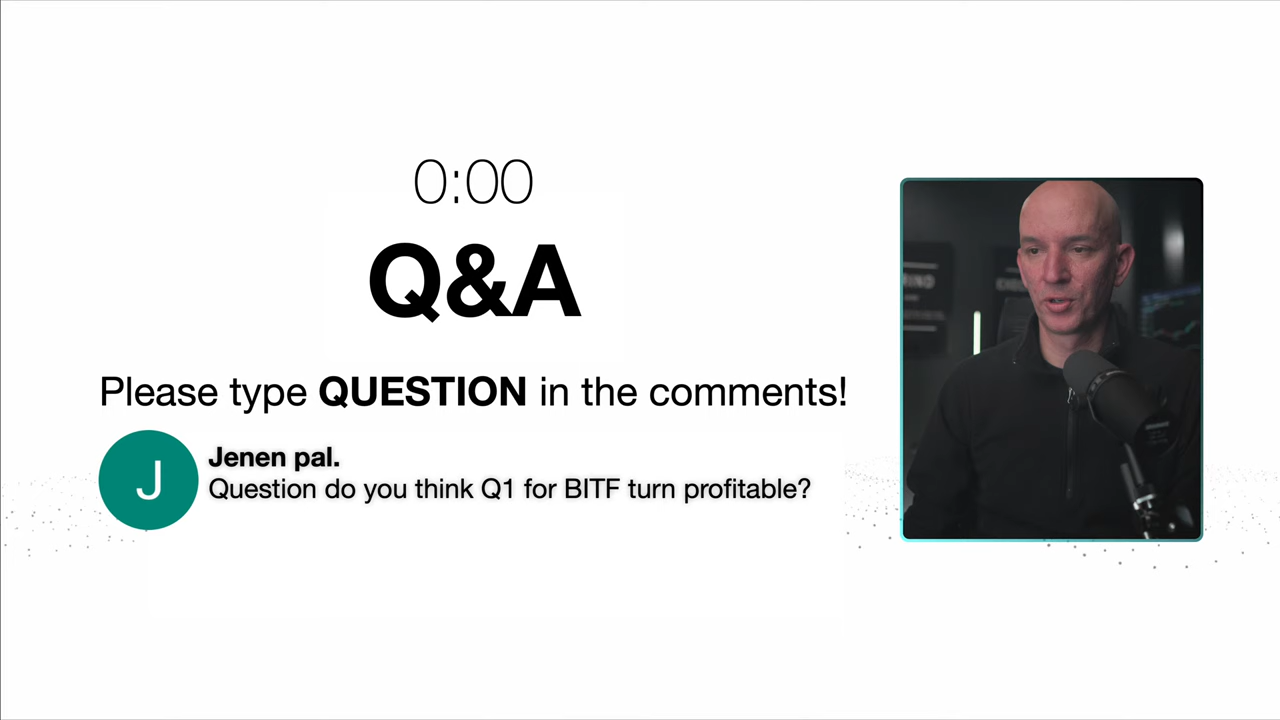 0:00
Q&A
Please type QUESTION in the comments!
J
Jenen pal.
Question do you think Q1 for BITF turn profitable?